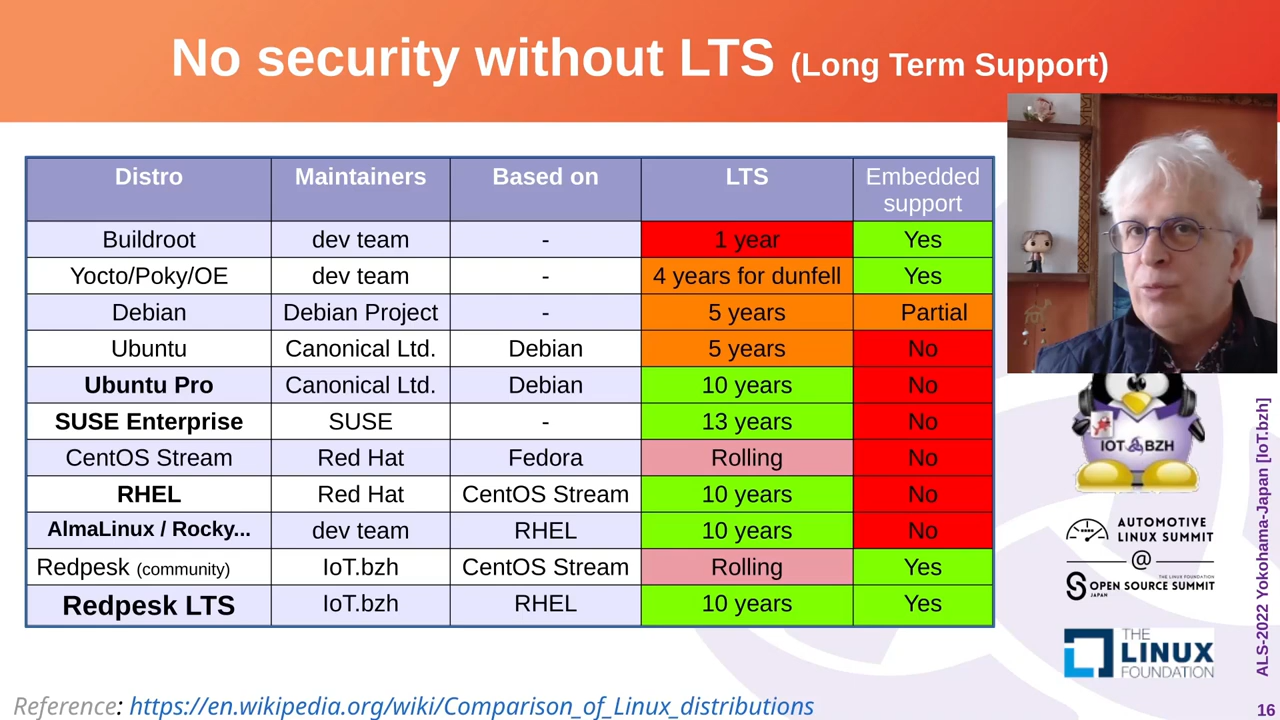 No security without LTS (Long Term Support)
Distro Maintainers Based on LTS Embedded support
Buildroot dev team - 1 year Yes
Yocto/Poky/OE dev team - 4 years for dunfell Yes
Debian Debian Project - 5 years Partial
Ubuntu Canonical Ltd. Debian 5 years No
Ubuntu Pro Canonical Ltd. Debian 10 years No
SUSE Enterprise SUSE - 13 years No
CentOS Stream Red Hat Fedora Rolling No
RHEL Red Hat CentOS Stream 10 years No
AlmaLinux / Rocky... dev team RHEL 10 years No
Redpesk (community) IoT.bzh CentOS Stream Rolling Yes
Redpesk LTS IoT.bzh RHEL 10 years Yes
IOT BZH
AUTOMOTIVE
LINUX SUMMIT
@
THE LINUX FOUNDATION
OPEN SOURCE SUMMIT
JAPAN
THE
LINUX
FOUNDATION
ALS-2022 Yokohama-Japan [IoT.bzh]
Reference: https://en.wikipedia.org/wiki/Comparison_of_Linux_distributions
16